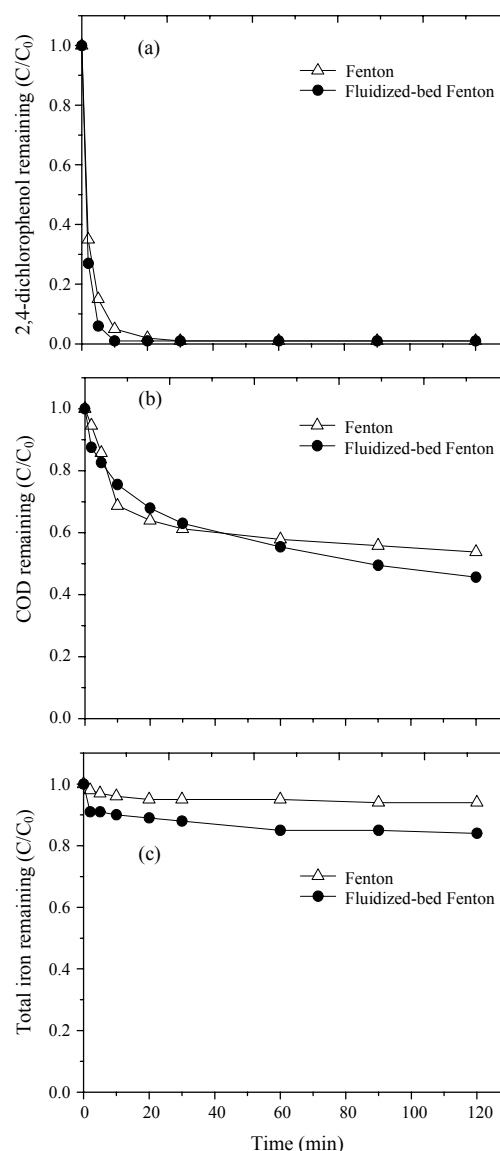 (a)
Fenton
Fluidized-bed Fenton
2,4-dichlorophenol remaining (C/C₀)
1.0
0.8
0.6
0.4
0.2
0.0
(b)
Fenton
Fluidized-bed Fenton
COD remaining (C/C₀)
1.0
0.8
0.6
0.4
0.2
0.0
(c)
Fenton
Fluidized-bed Fenton
Total iron remaining (C/C₀)
1.0
0.8
0.6
0.4
0.2
0.0
0 20 40 60 80 100 120
Time (min)